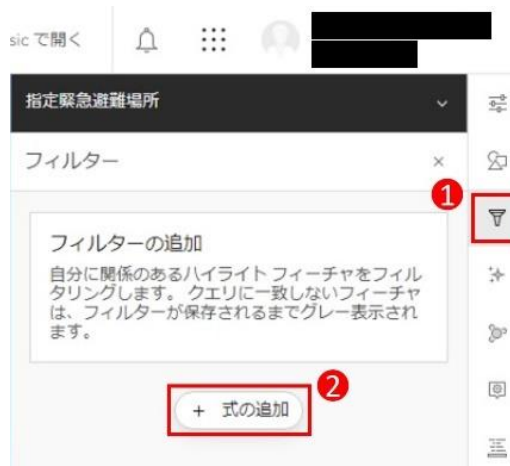 sic で開く
指定緊急避難場所
フィルター
1
フィルターの追加
自分に関係のあるハイライト フィーチャをフィル
タリングします。 クエリに一致しないフィーチャ
は、フィルターが保存されるまでグレー表示され
ます。
2
+ 式の追加